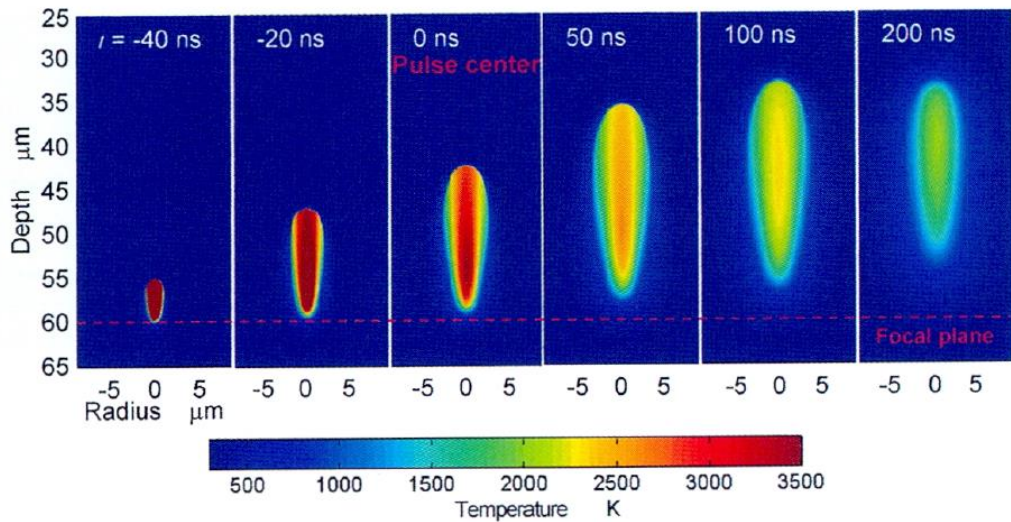 25
30
35
40
45
50
55
60
65
Depth μm
t = -40 ns
-20 ns
0 ns
Pulse center
50 ns
100 ns
200 ns
Focal plane
-5 0 5 -5 0 5 -5 0 5 -5 0 5 -5 0 5 -5 0 5
Radius μm
500 1000 1500 2000 2500 3000 3500
Temperature K